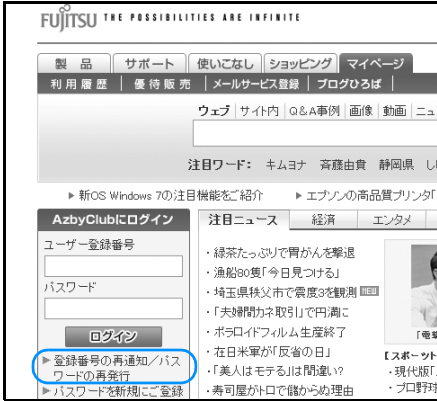 FUJITSU THE POSSIBILITIES ARE INFINITE
製品 サポート 使いこなし ショッピング マイページ
利用履歴 優待販売 メールサービス登録 ブログひろば
ウェブ サイト内 Q&A事例 画像 動画 ニュ
注目ワード： キムヨナ 斉藤由貴 静岡県
▶ 新OS Windows 7の注目機能をご紹介 ▶ エプソンの高品質プリンタ
AzbyClubにログイン
ユーザー登録番号
パスワード
ログイン
▶ 登録番号の再通知／パス
ワードの再発行
▶ パスワードを新規にご登録
注目ニュース 経済 エンタメ
・緑茶たっぷりで胃がんを撃退
・漁船80隻「今日見つける」
・埼玉県秩父市で震度3を観測 NEW
・「夫婦間カネ取引」で円満に
・ポラロイドフィルム生産終了
・在日米軍が「反省の日」
・「美人はモテる」は間違い?
・寿司屋がトロで儲からぬ理由
「電撃
【スポーツト
・現代版「
・プロ野球